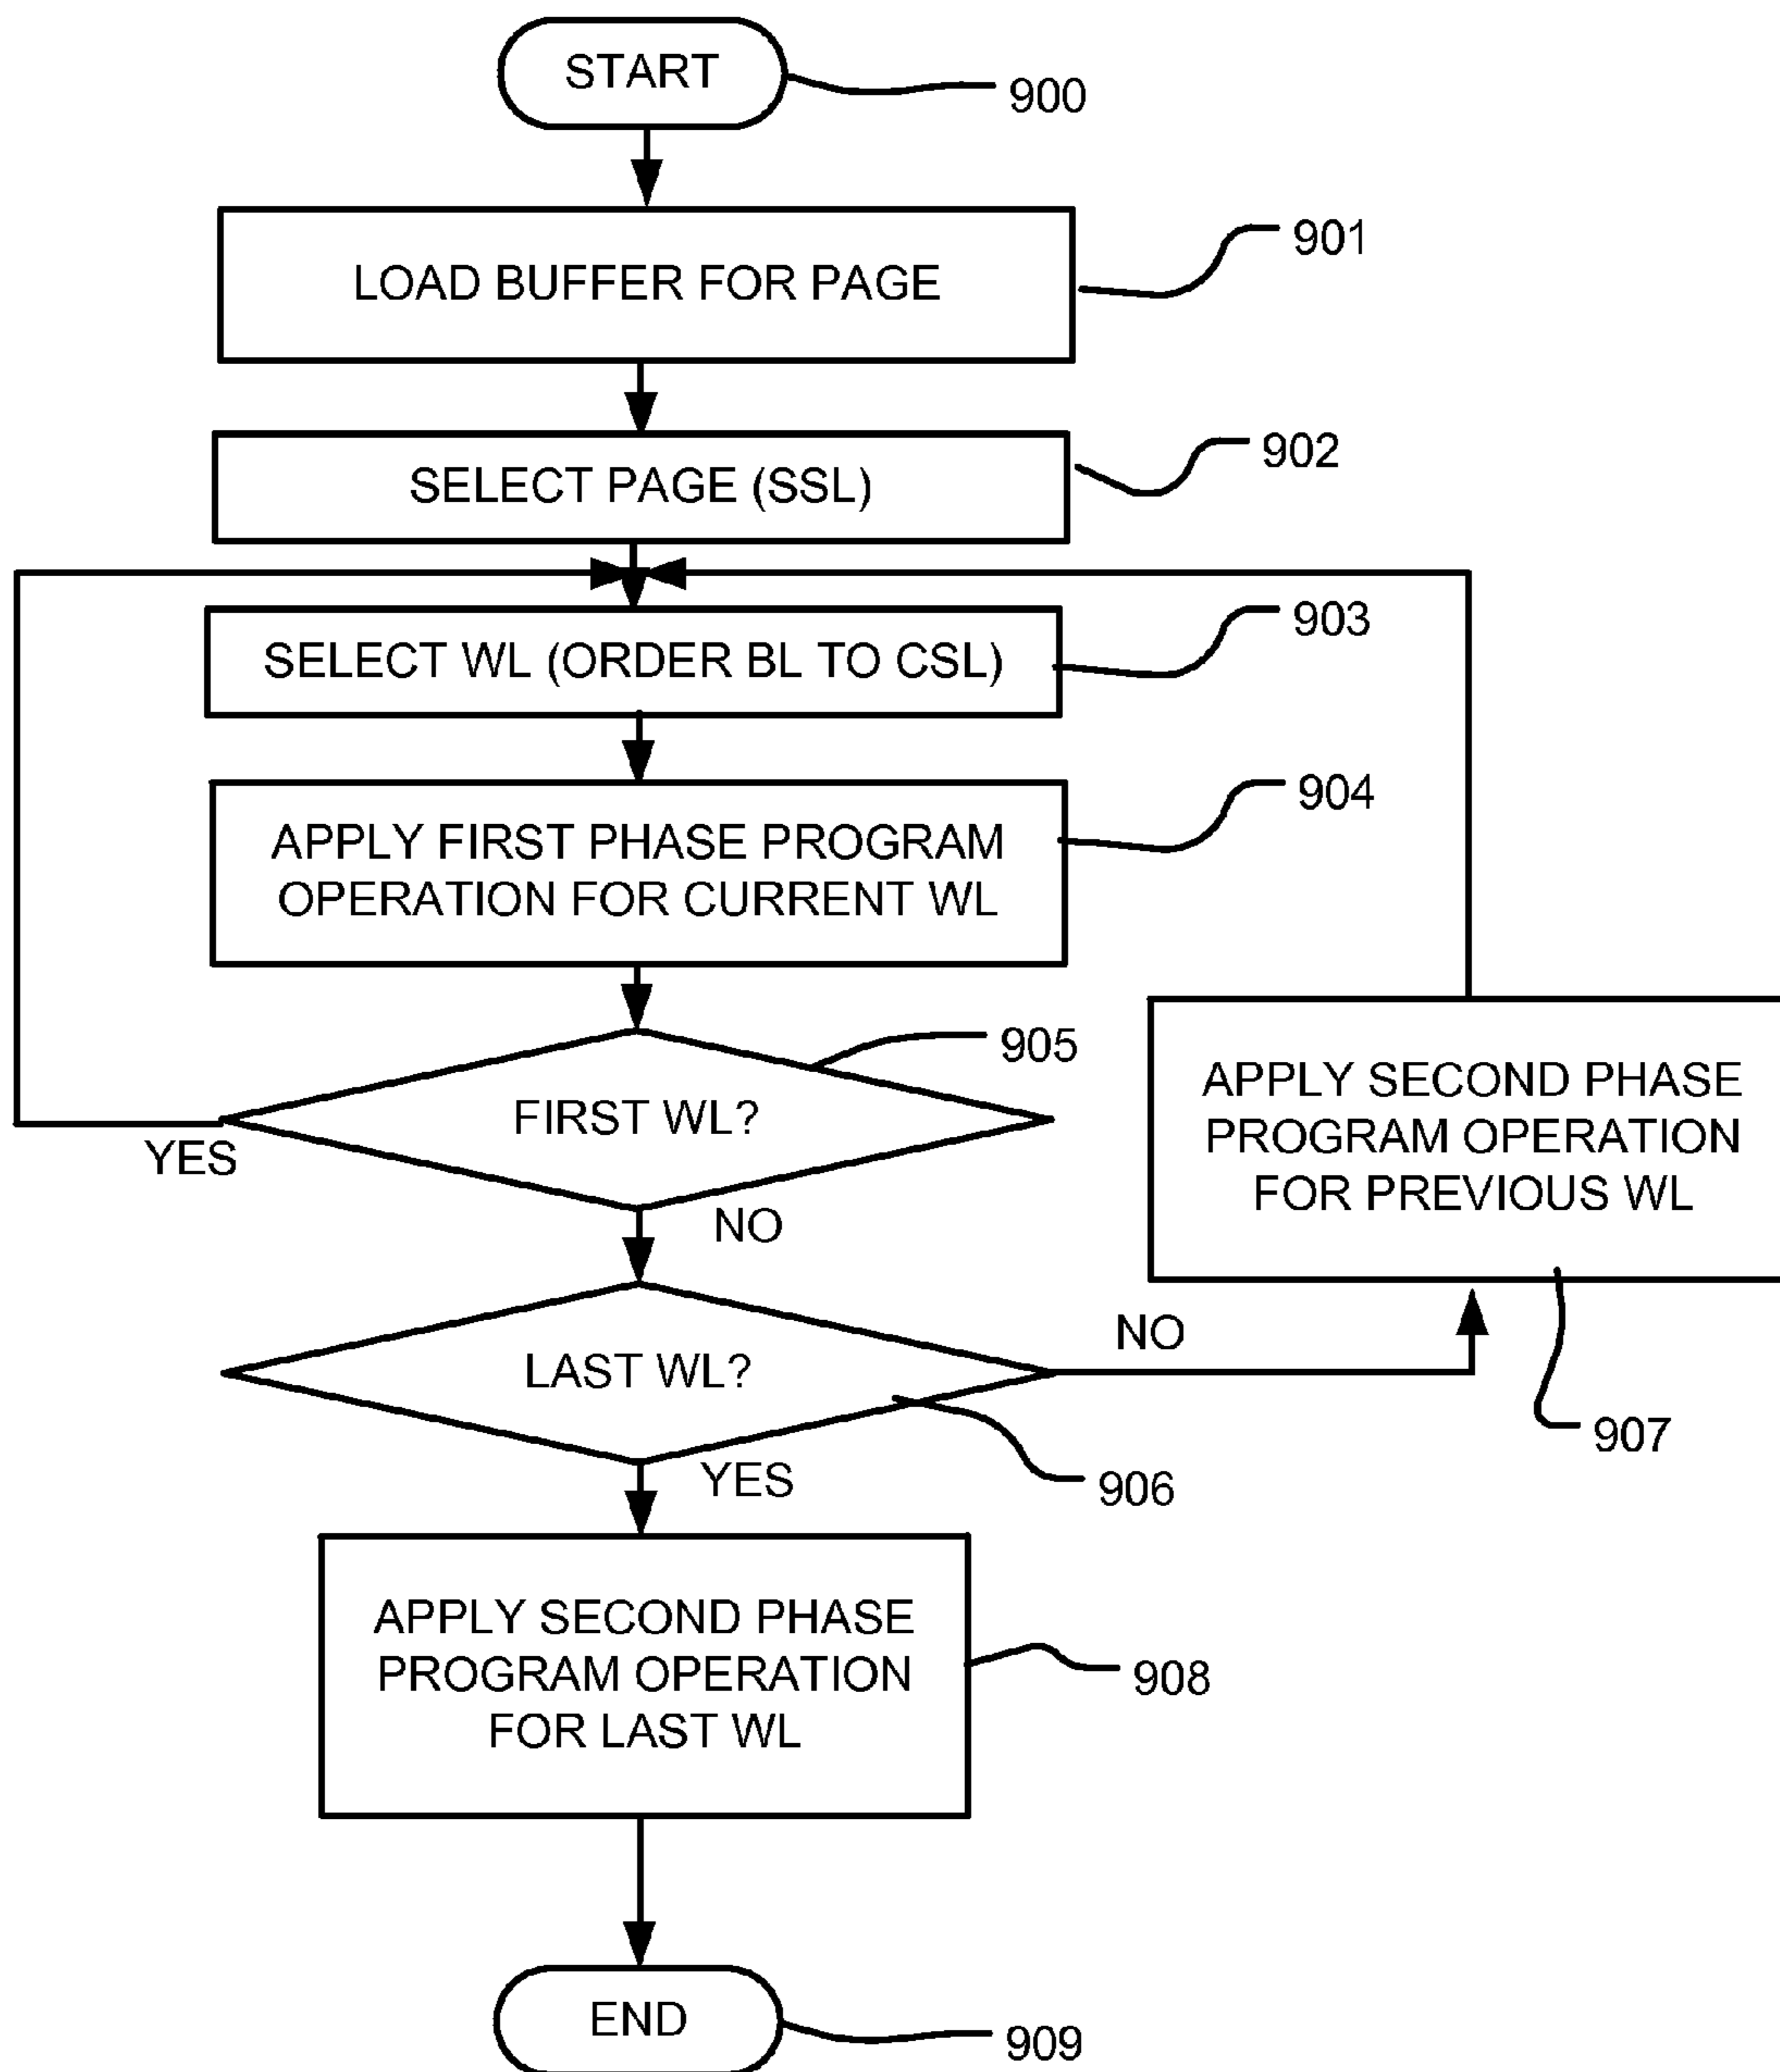 START
900
LOAD BUFFER FOR PAGE
901
SELECT PAGE (SSL)
902
SELECT WL (ORDER BL TO CSL)
903
APPLY FIRST PHASE PROGRAM
OPERATION FOR CURRENT WL
904
FIRST WL?
905
YES
NO
APPLY SECOND PHASE
PROGRAM OPERATION
FOR PREVIOUS WL
907
LAST WL?
NO
906
YES
APPLY SECOND PHASE
PROGRAM OPERATION
FOR LAST WL
908
END
909